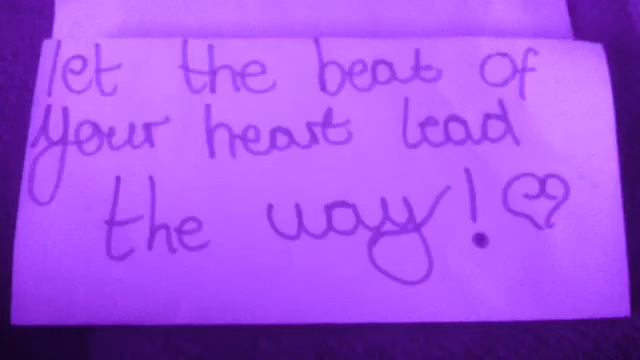 let the beat of
your heart lead
the way! ♡